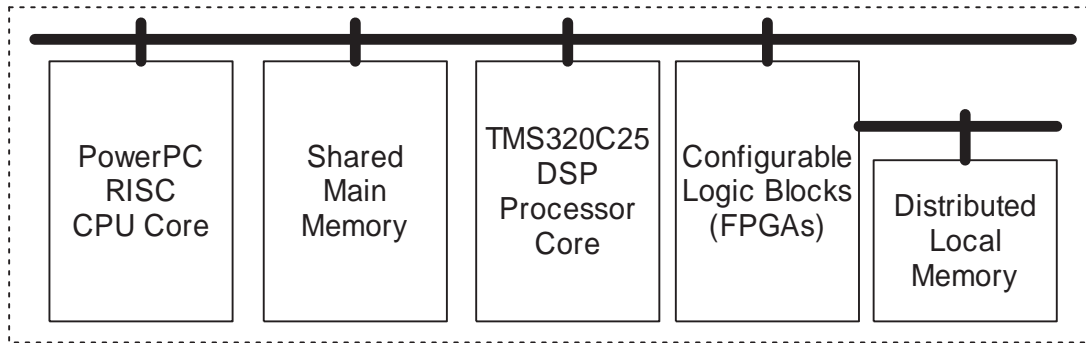 PowerPC
RISC
CPU Core
Shared
Main
Memory
TMS320C25
DSP
Processor
Core
Configurable
Logic Blocks
(FPGAs)
Distributed
Local
Memory